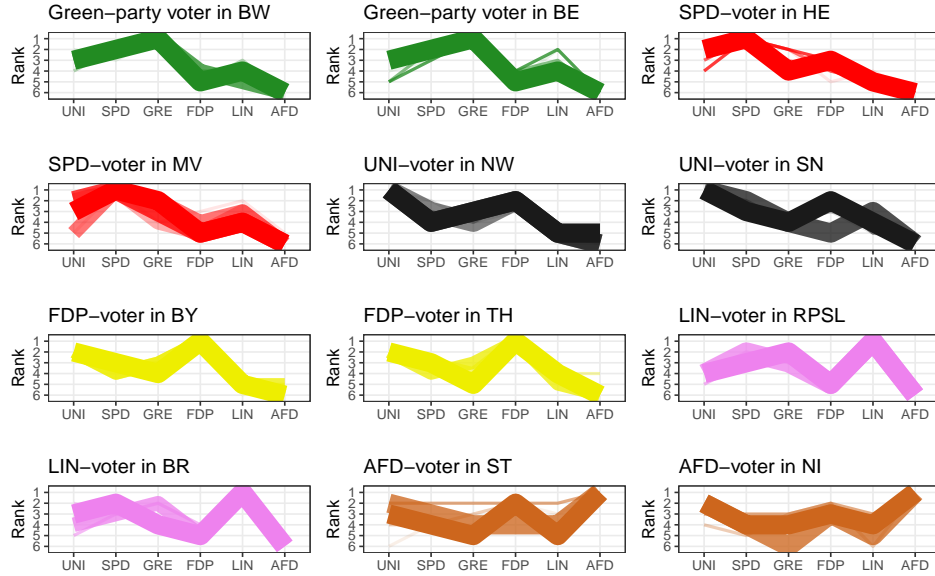 Green−party voter in BW Green−party voter in BE SPD−voter in HE
Rank 1 2 3 4 5 6 Rank 1 2 3 4 5 6 Rank 1 2 3 4 5 6
UNI SPD GRE FDP LIN AFD UNI SPD GRE FDP LIN AFD UNI SPD GRE FDP LIN AFD
SPD−voter in MV UNI−voter in NW UNI−voter in SN
Rank 1 2 3 4 5 6 Rank 1 2 3 4 5 6 Rank 1 2 3 4 5 6
UNI SPD GRE FDP LIN AFD UNI SPD GRE FDP LIN AFD UNI SPD GRE FDP LIN AFD
FDP−voter in BY FDP−voter in TH LIN−voter in RPSL
Rank 1 2 3 4 5 6 Rank 1 2 3 4 5 6 Rank 1 2 3 4 5 6
UNI SPD GRE FDP LIN AFD UNI SPD GRE FDP LIN AFD UNI SPD GRE FDP LIN AFD
LIN−voter in BR AFD−voter in ST AFD−voter in NI
Rank 1 2 3 4 5 6 Rank 1 2 3 4 5 6 Rank 1 2 3 4 5 6
UNI SPD GRE FDP LIN AFD UNI SPD GRE FDP LIN AFD UNI SPD GRE FDP LIN AFD